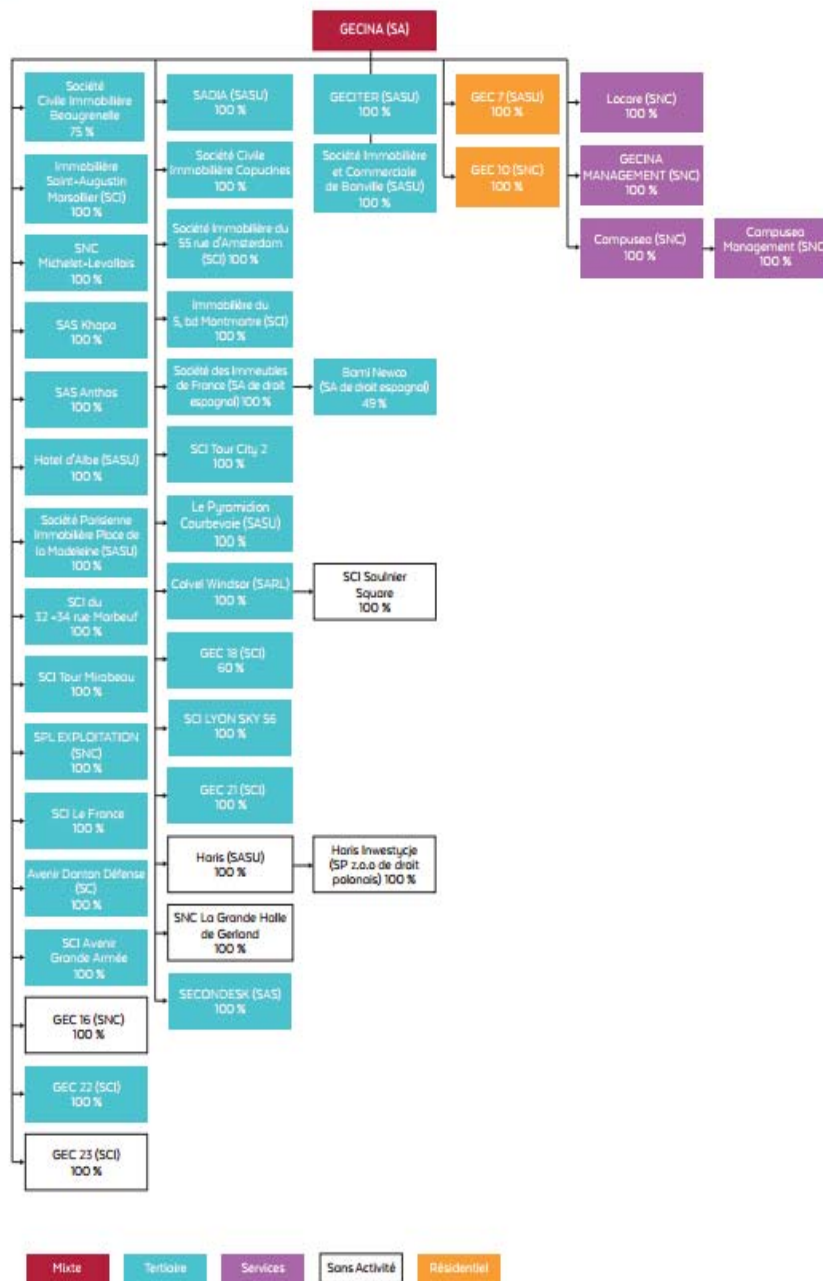 GECINA (SA)
Société
Civile Immobilière
Beaugrenelle
75 %
Immobilière
Saint-Augustin
Marsollier (SCI)
100 %
SNC
Michelet-Levallois
100 %
SAS Khapa
100 %
SAS Anthos
100 %
Hotel d'Albe (SASU)
100 %
Société Parisienne
Immobilière Place de
la Madeleine (SASU)
100 %
SCI du
32 -34 rue Marbeuf
100 %
SCI Tour Mirabeau
100 %
SPL EXPLOITATION
(SNC)
100 %
SCI Le France
100 %
Avenir Danton Défense
(SC)
100 %
SCI Avenir
Grande Armée
100 %
GEC 16 (SNC)
100 %
GEC 22 (SCI)
100 %
GEC 23 (SCI)
100 %
SADIA (SASU)
100 %
Société Civile
Immobilière Capucines
100 %
Société Immobilière du
55 rue d'Amsterdam
(SCI) 100 %
Immobilière du
5, bd Montmartre (SCI)
100 %
Société des Immeubles
de France (SA de droit
espagnol) 100 %
Bami Newco
(SA de droit espagnol)
49 %
SCI Tour City 2
100 %
Le Pyramidion
Courbevoie (SASU)
100 %
Colvel Windsor (SARL)
100 %
SCI Saulnier
Square
100 %
GEC 18 (SCI)
60 %
SCI LYON SKY 56
100 %
GEC 21 (SCI)
100 %
Haris (SASU)
100 %
Haris Inwestycje
(SP z.o.o de droit
polonais) 100 %
SNC La Grande Halle
de Gerland
100 %
SECONDESK (SAS)
100 %
GECITER (SASU)
100 %
Société Immobilière
et Commerciale
de Banville (SASU)
100 %
GEC 7 (SASU)
100 %
GEC 10 (SNC)
100 %
Locare (SNC)
100 %
GECINA
MANAGEMENT (SNC)
100 %
Campusea (SNC)
100 %
Campusea
Management (SNC)
100 %
Mixte
Tertiaire
Services
Sans Activité
Résidentiel